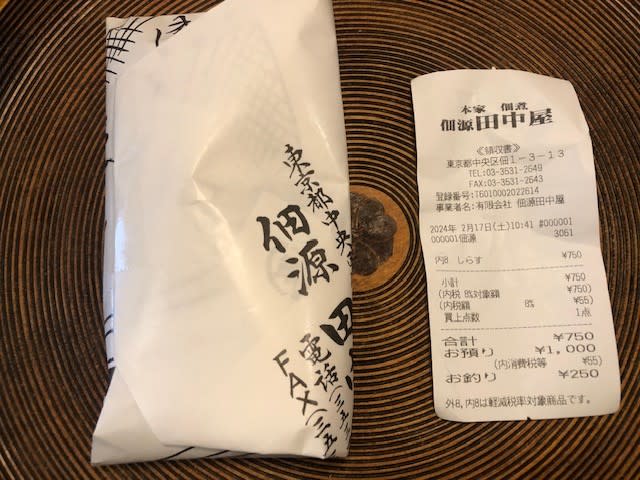 東京都中央
佃源
田
電話(三五
FAX(三五
本家 佃煮
佃源田中屋
≪領収書≫
東京都中央区佃1-3-13
TEL:03-3531-2649
FAX:03-3531-2643
登録番号:T6010002022614
事業者名:有限会社 佃源田中屋
2024年 2月17日(土)10:41 #000001
000001佃源 3061
内8 しらす ¥750
小計 ¥750
(内税 8%対象額 ¥750)
(内税額 8% ¥55)
買上点数 1点
合計 ¥750
お預り ¥1,000
(内消費税等 ¥55)
お釣り ¥250
外8,内8は軽減税率対象商品です。